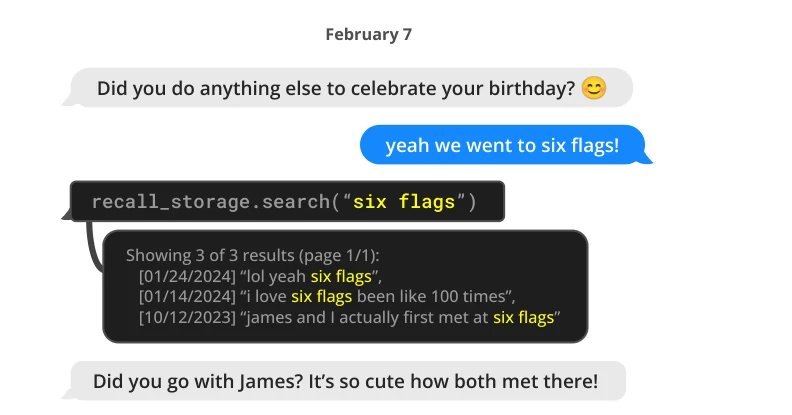 February 7
Did you do anything else to celebrate your birthday? 😊
yeah we went to six flags!
recall_storage.search(“six flags”)
Showing 3 of 3 results (page 1/1):
[01/24/2024] “lol yeah six flags”,
[01/14/2024] “i love six flags been like 100 times”,
[10/12/2023] “james and I actually first met at six flags”
Did you go with James? It’s so cute how both met there!